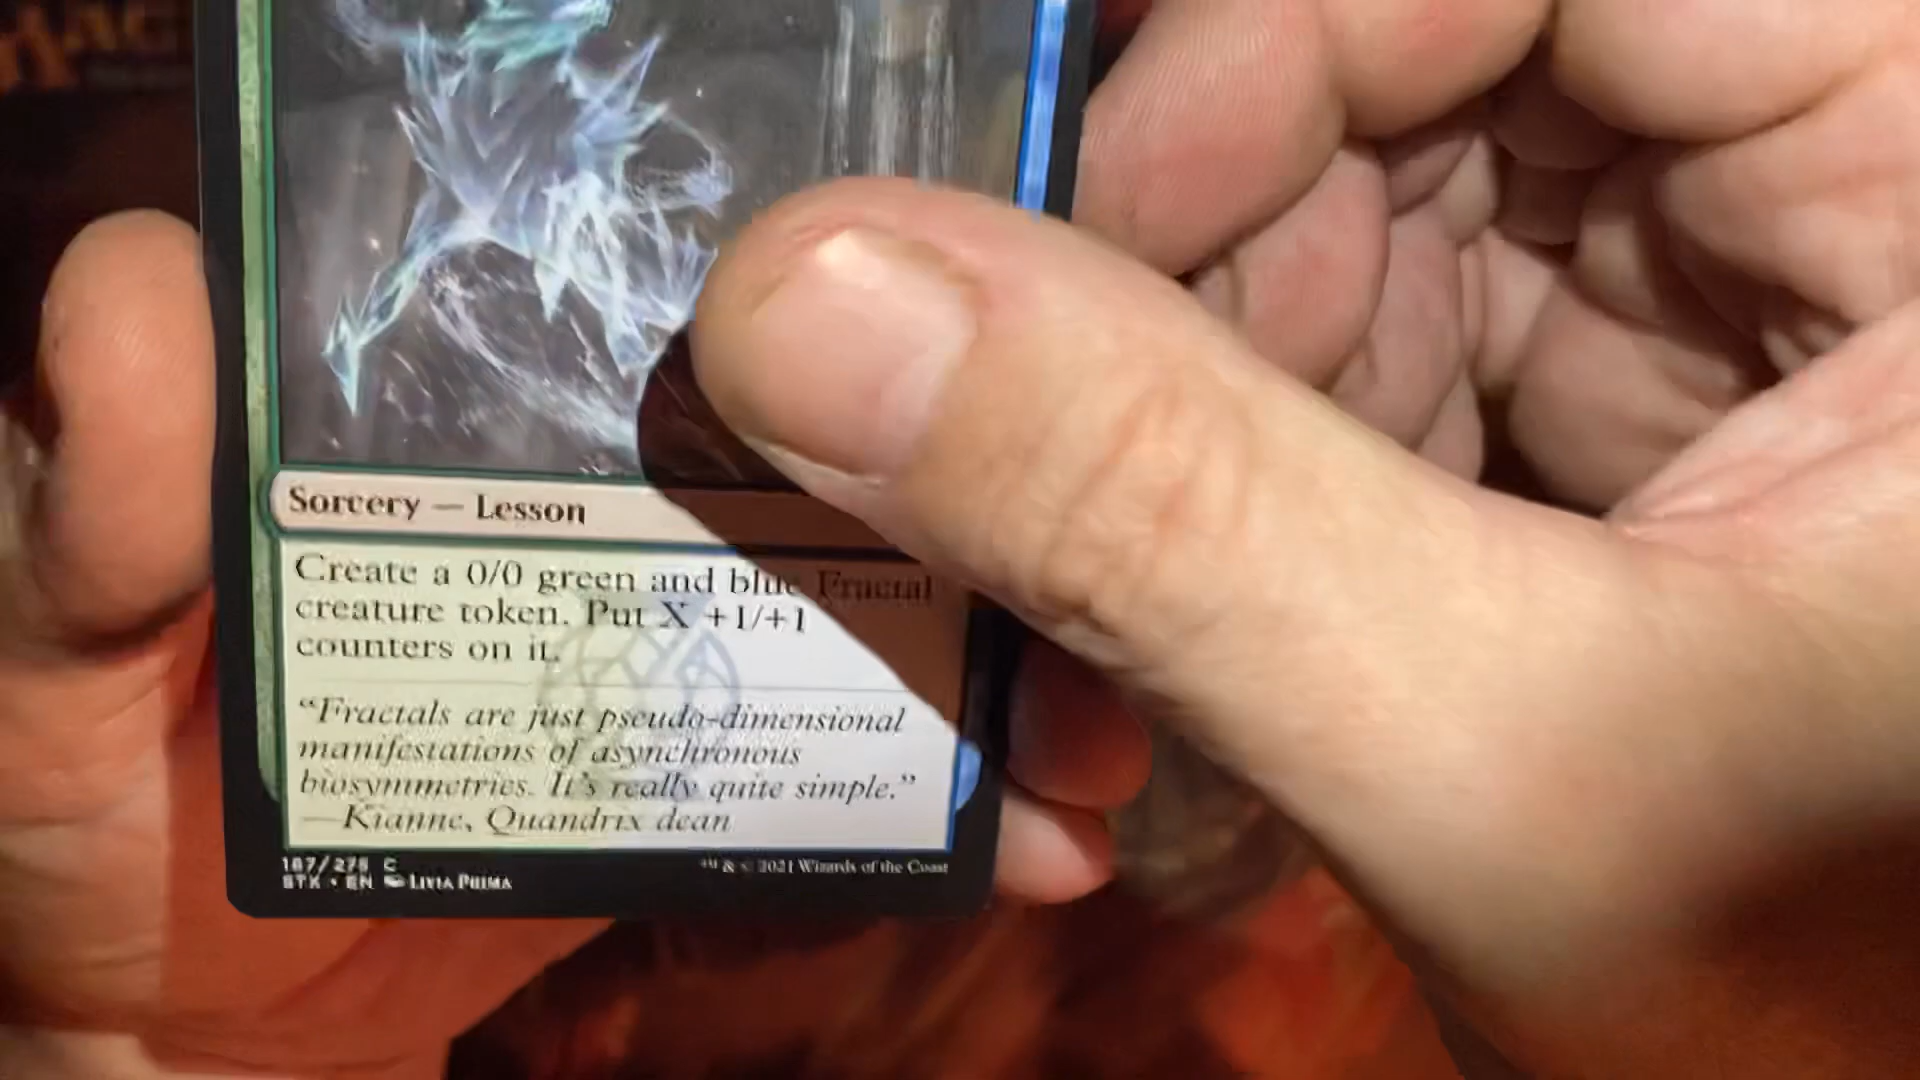 Sorcery — Lesson
Create a 0/0 green and blue Fractal
creature token. Put X +1/+1
counters on it.
“Fractals are just pseudo-dimensional
manifestations of asynchronous
biosymmetries. It’s really quite simple.”
—Kianne, Quandrix dean
187/275 C
STX • EN LIVIA PRIMA
™ & © 2021 Wizards of the Coast